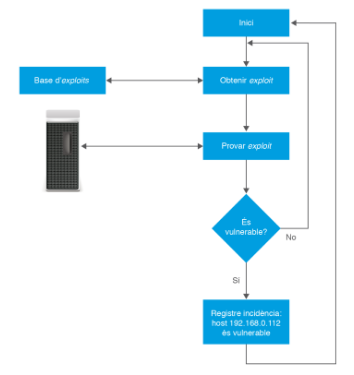 Inici
Base d'exploits
Obtenir exploit
Provar exploit
És
vulnerable?
No
Sí
Registre incidència:
host 192.168.0.112
és vulnerable